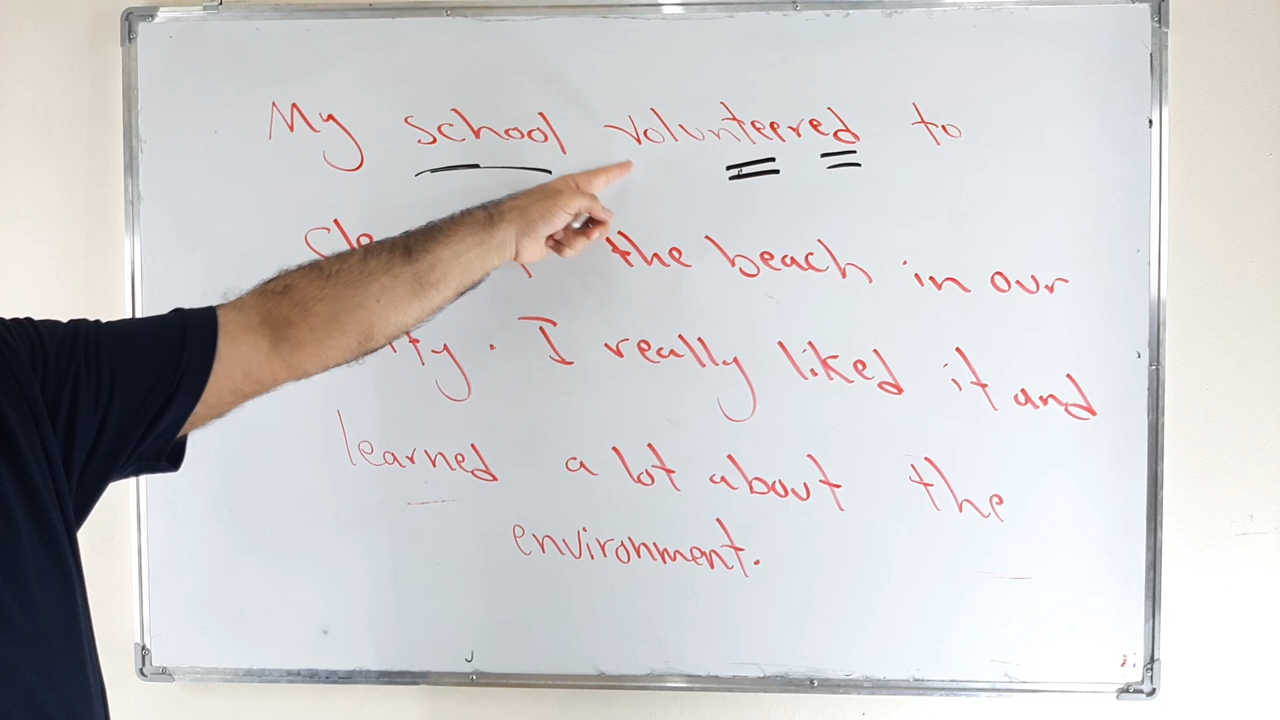 My school volunteered to
the beach in our
. I really liked it and
learned a lot about the
environment.